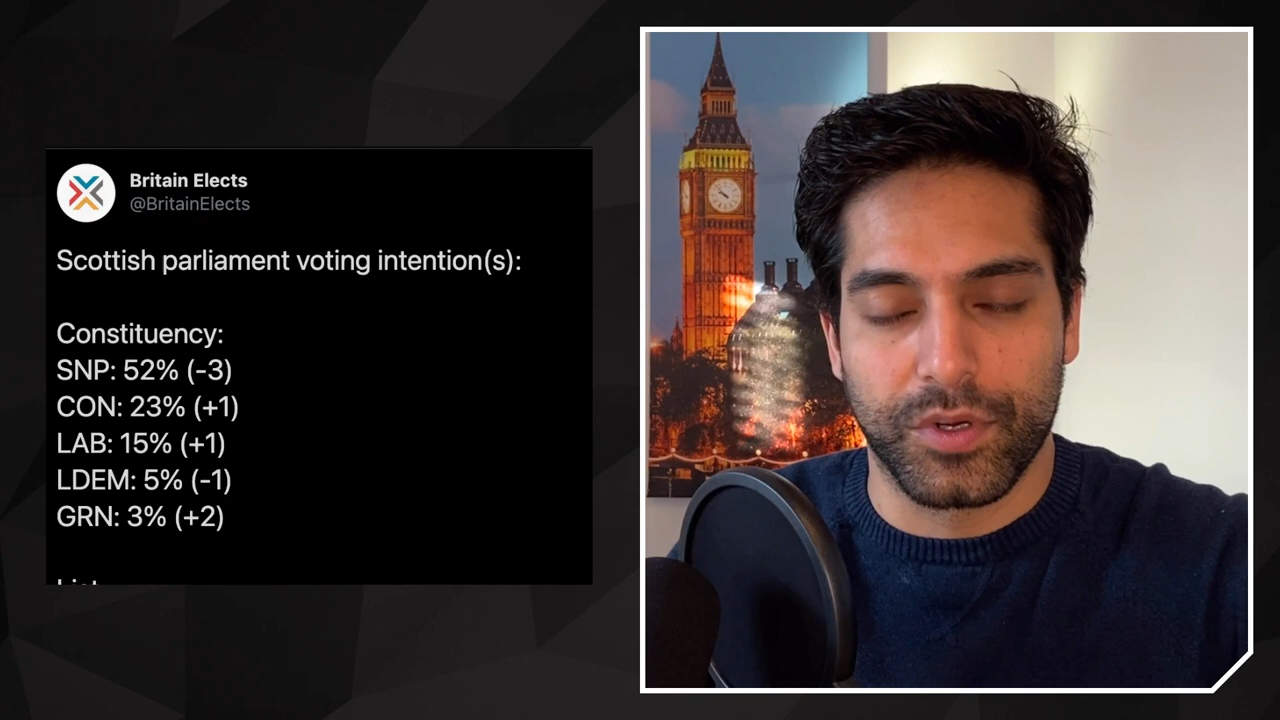 Britain Elects
@BritainElects
Scottish parliament voting intention(s):
Constituency:
SNP: 52% (-3)
CON: 23% (+1)
LAB: 15% (+1)
LDEM: 5% (-1)
GRN: 3% (+2)